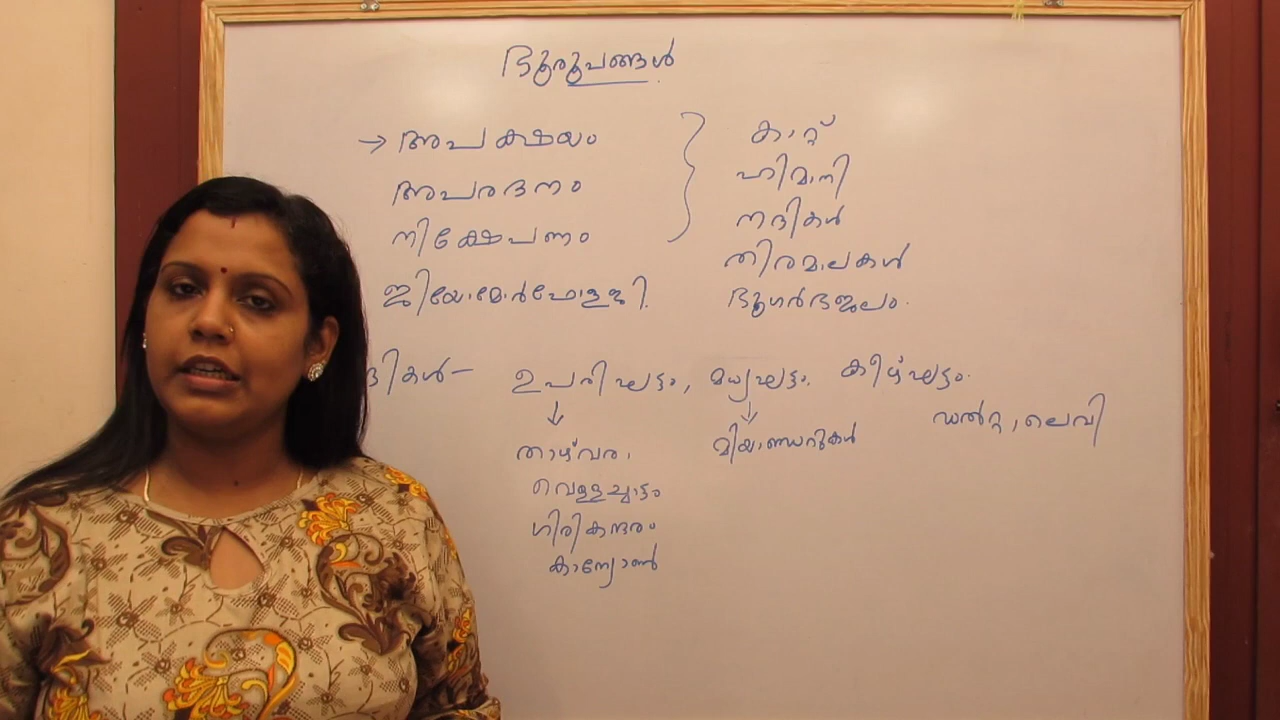 ഭൂരൂപങ്ങൾ
→ അപക്ഷയം } കാറ്റ്
അപരദനം ഹിമാനി
നിക്ഷേപണം നദികൾ
തിരമാലകൾ
ജിയോമോർഫോളജി. ഭൂഗർഭജലം.
ദികൾ – ഉപരിഘട്ടം, മധ്യഘട്ടം. കീഴ്ഘട്ടം.
ഡൽറ്റ, ലെവി
താഴ്വര, മിയാണ്ടറുകൾ
വെള്ളച്ചാട്ടം
ഗിരികന്ദരം
കാന്യോൺ